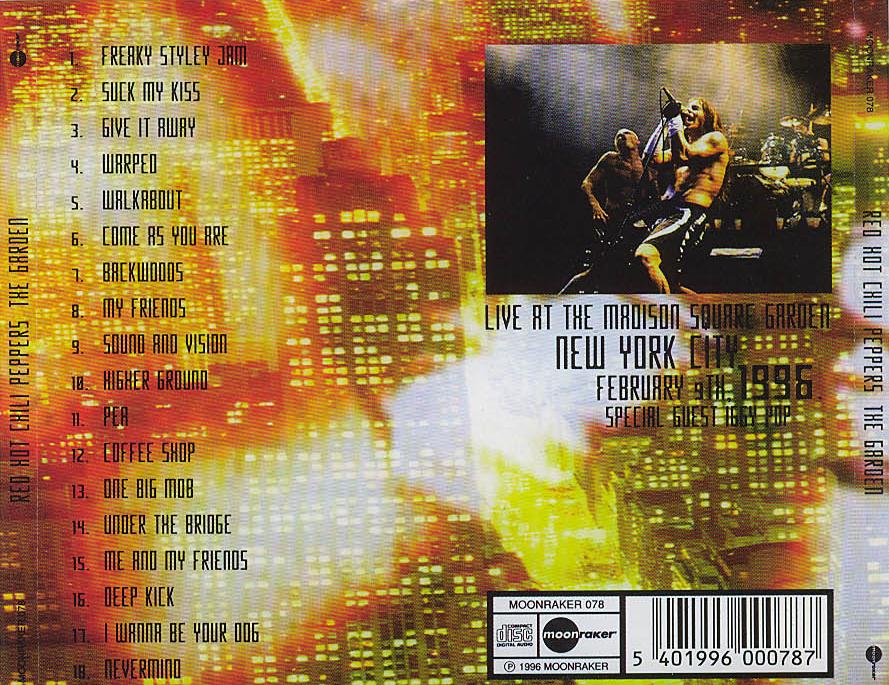 1. FREAKY STYLEY JAM
2. SUCK MY KISS
3. GIVE IT AWAY
4. WARPED
5. WALKABOUT
6. COME AS YOU ARE
7. BACKWOODS
8. MY FRIENDS
9. SOUND AND VISION
10. HIGHER GROUND
11. PEA
12. COFFEE SHOP
13. ONE BIG MOB
14. UNDER THE BRIDGE
15. ME AND MY FRIENDS
16. DEEP KICK
17. I WANNA BE YOUR DOG
18. NEVERMIND
LIVE AT THE MADISON SQUARE GARDEN
NEW YORK CITY
FEBRUARY 9TH. 1996.
SPECIAL GUEST IGGY POP
MOONRAKER 078
COMPACT
disc
DIGITAL AUDIO
moonraker
℗ 1996 MOONRAKER
5 401996 000787
RED HOT CHILI PEPPERS THE GARDEN
MOONRAKER 078
MOONRAKER 078
RED HOT CHILI PEPPERS THE GARDEN